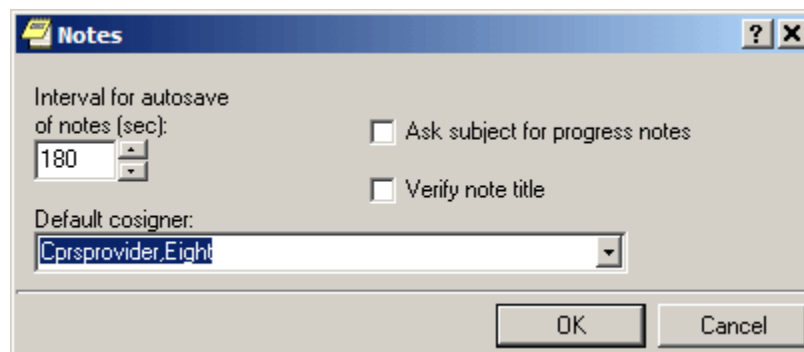 Notes
Interval for autosave
of notes (sec):
180
Ask subject for progress notes
Verify note title
Default cosigner:
Cprsprovider,Eight
OK
Cancel